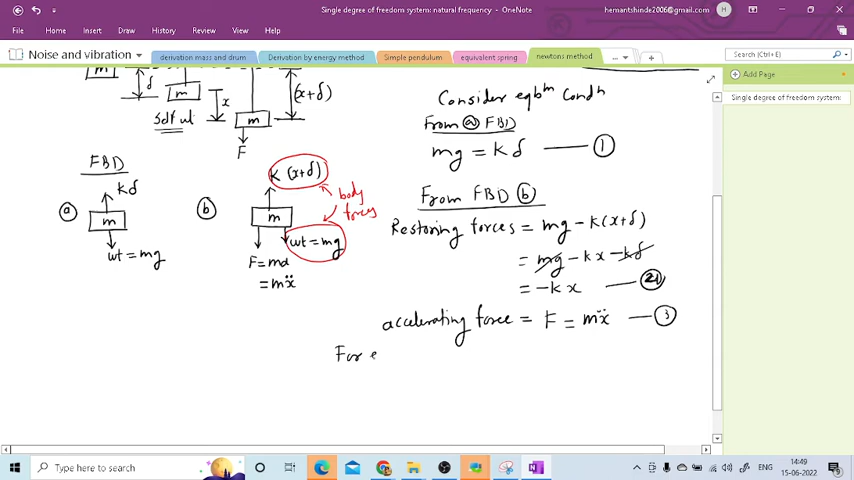 Single degree of freedom system: natural frequency - OneNote
hemantshinde2006@gmail.com
H
File Home Insert Draw History Review View Help
Noise and vibration
derivation mass and drum
Derivation by energy method
Simple pendulum
equivalent spring
newtons method
Search (Ctrl+E)
Add Page
Single degree of freedom system:
m
δ
m
x
(x+δ)
m
F
FBD
Kδ
ⓐ
m
wt = mg
ⓑ
K (x+δ)
body
forces
m
wt = mg
F = ma
= mẍ
Consider eqbm Condn
From ⓐ FBD
mg = Kδ —— ①
From FBD ⓑ
Restoring forces = mg - K(x+δ)
= mg - Kx - Kδ
= -Kx ——
accelerating force = F = mẍ —— ③
For e
Type here to search
ENG
14:49
15-06-2022